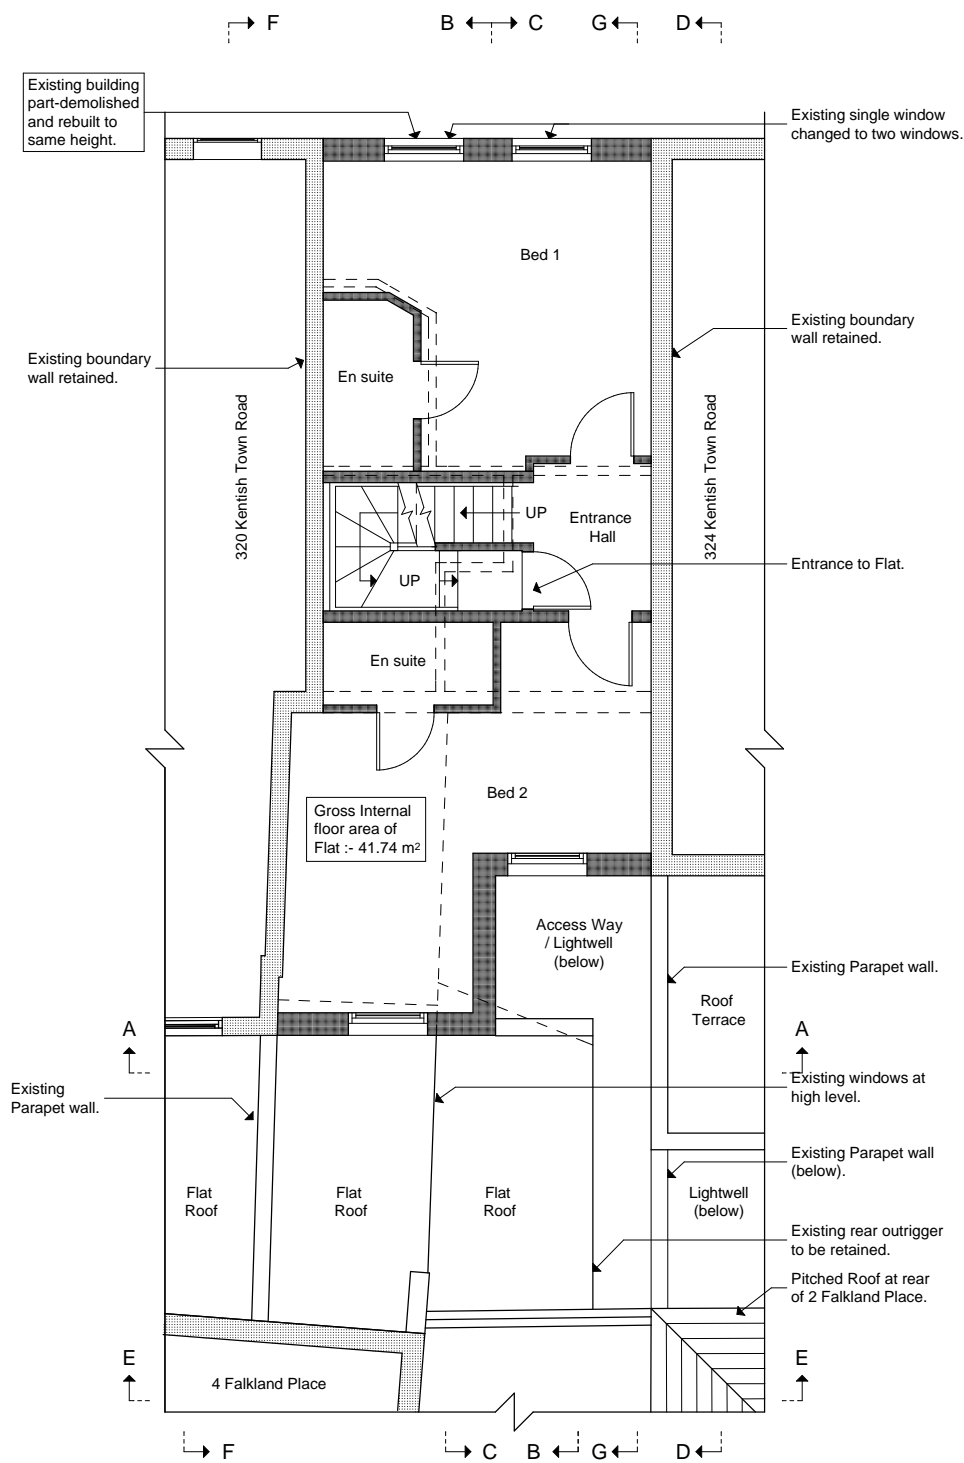 F
B
C
G
D
Existing building
part-demolished
and rebuilt to
same height.
Existing single window
changed to two windows.
Bed 1
Existing boundary
wall retained.
Existing boundary
wall retained.
En suite
320 Kentish Town Road
324 Kentish Town Road
UP
Entrance
Hall
UP
Entrance to Flat.
En suite
Bed 2
Gross Internal
floor area of
Flat :- 41.74 m²
Access Way
/ Lightwell
(below)
Existing Parapet wall.
Roof
Terrace
A
A
Existing
Parapet wall.
Existing windows at
high level.
Existing Parapet wall
(below).
Flat
Roof
Flat
Roof
Flat
Roof
Lightwell
(below)
Existing rear outrigger
to be retained.
Pitched Roof at rear
of 2 Falkland Place.
E
E
4 Falkland Place
F
C
B
G
D